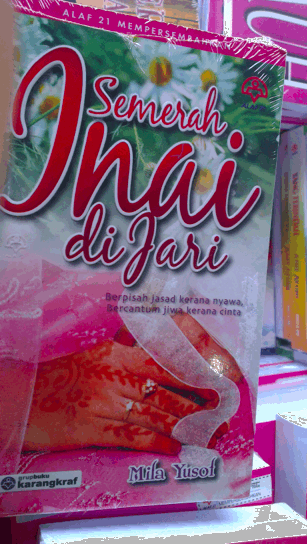 ALAF 21 MEMPERSEMBAHKAN
Semerah
Inai
di Jari
Berpisah jasad kerana nyawa,
Bercantum jiwa kerana cinta
Mila Yusof
grupbuku
karangkraf